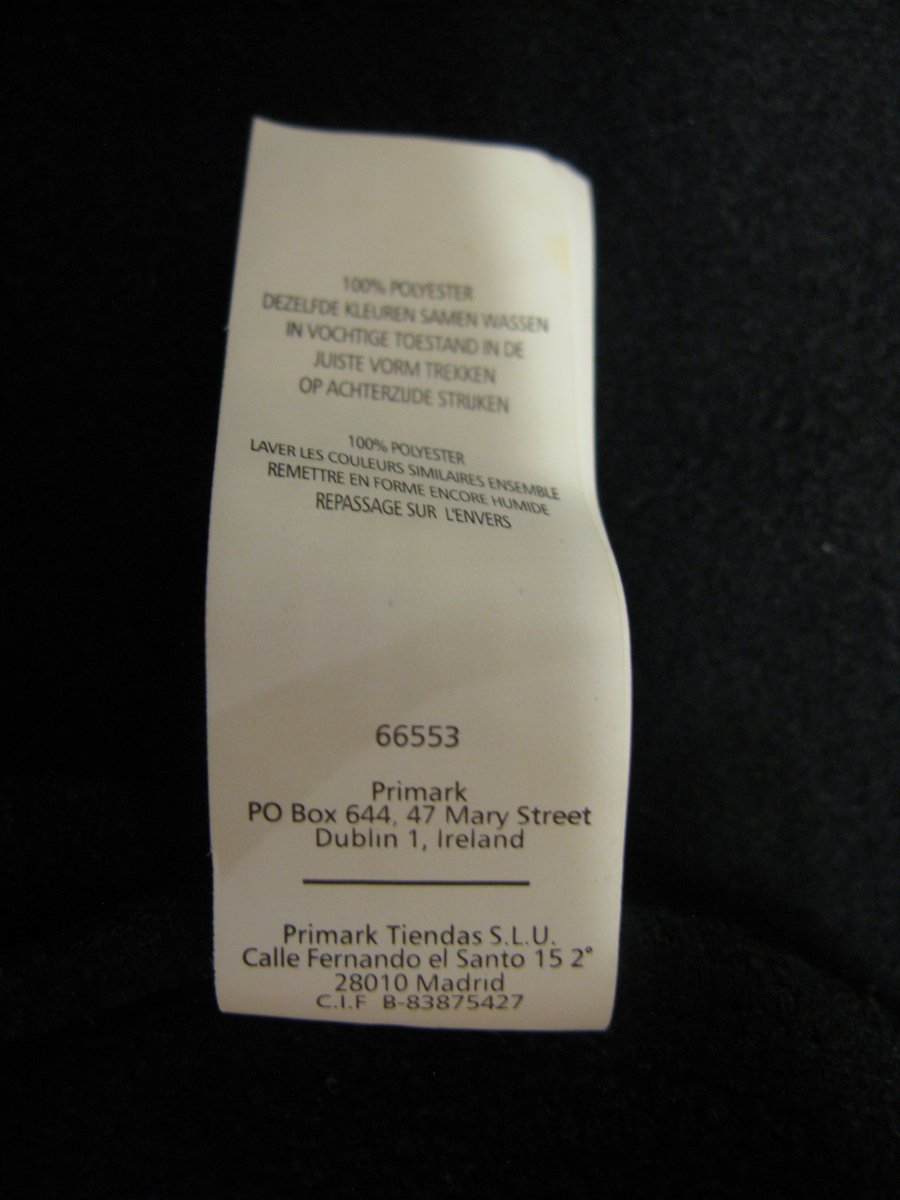 100% POLYESTER
DEZELFDE KLEUREN SAMEN WASSEN
IN VOCHTIGE TOESTAND IN DE
JUISTE VORM TREKKEN
OP ACHTERZIJDE STRIJKEN
100% POLYESTER
LAVER LES COULEURS SIMILAIRES ENSEMBLE
REMETTRE EN FORME ENCORE HUMIDE
REPASSAGE SUR L'ENVERS
66553
Primark
PO Box 644, 47 Mary Street
Dublin 1, Ireland
Primark Tiendas S.L.U.
Calle Fernando el Santo 15 2°
28010 Madrid
C.I.F B-83875427